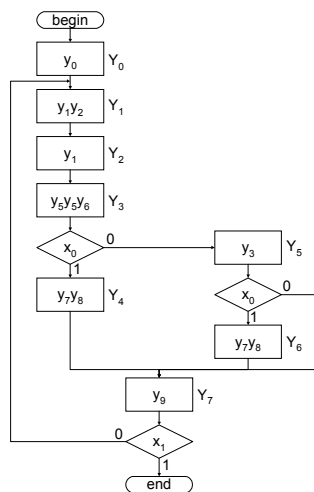 begin
y₀ Y₀
y₁y₂ Y₁
y₁ Y₂
y₅y₅y₆ Y₃
x₀ 0 y₃ Y₅
1
y₇y₈ Y₄
x₀ 0
1
y₇y₈ Y₆
y₉ Y₇
0 x₁
1
end